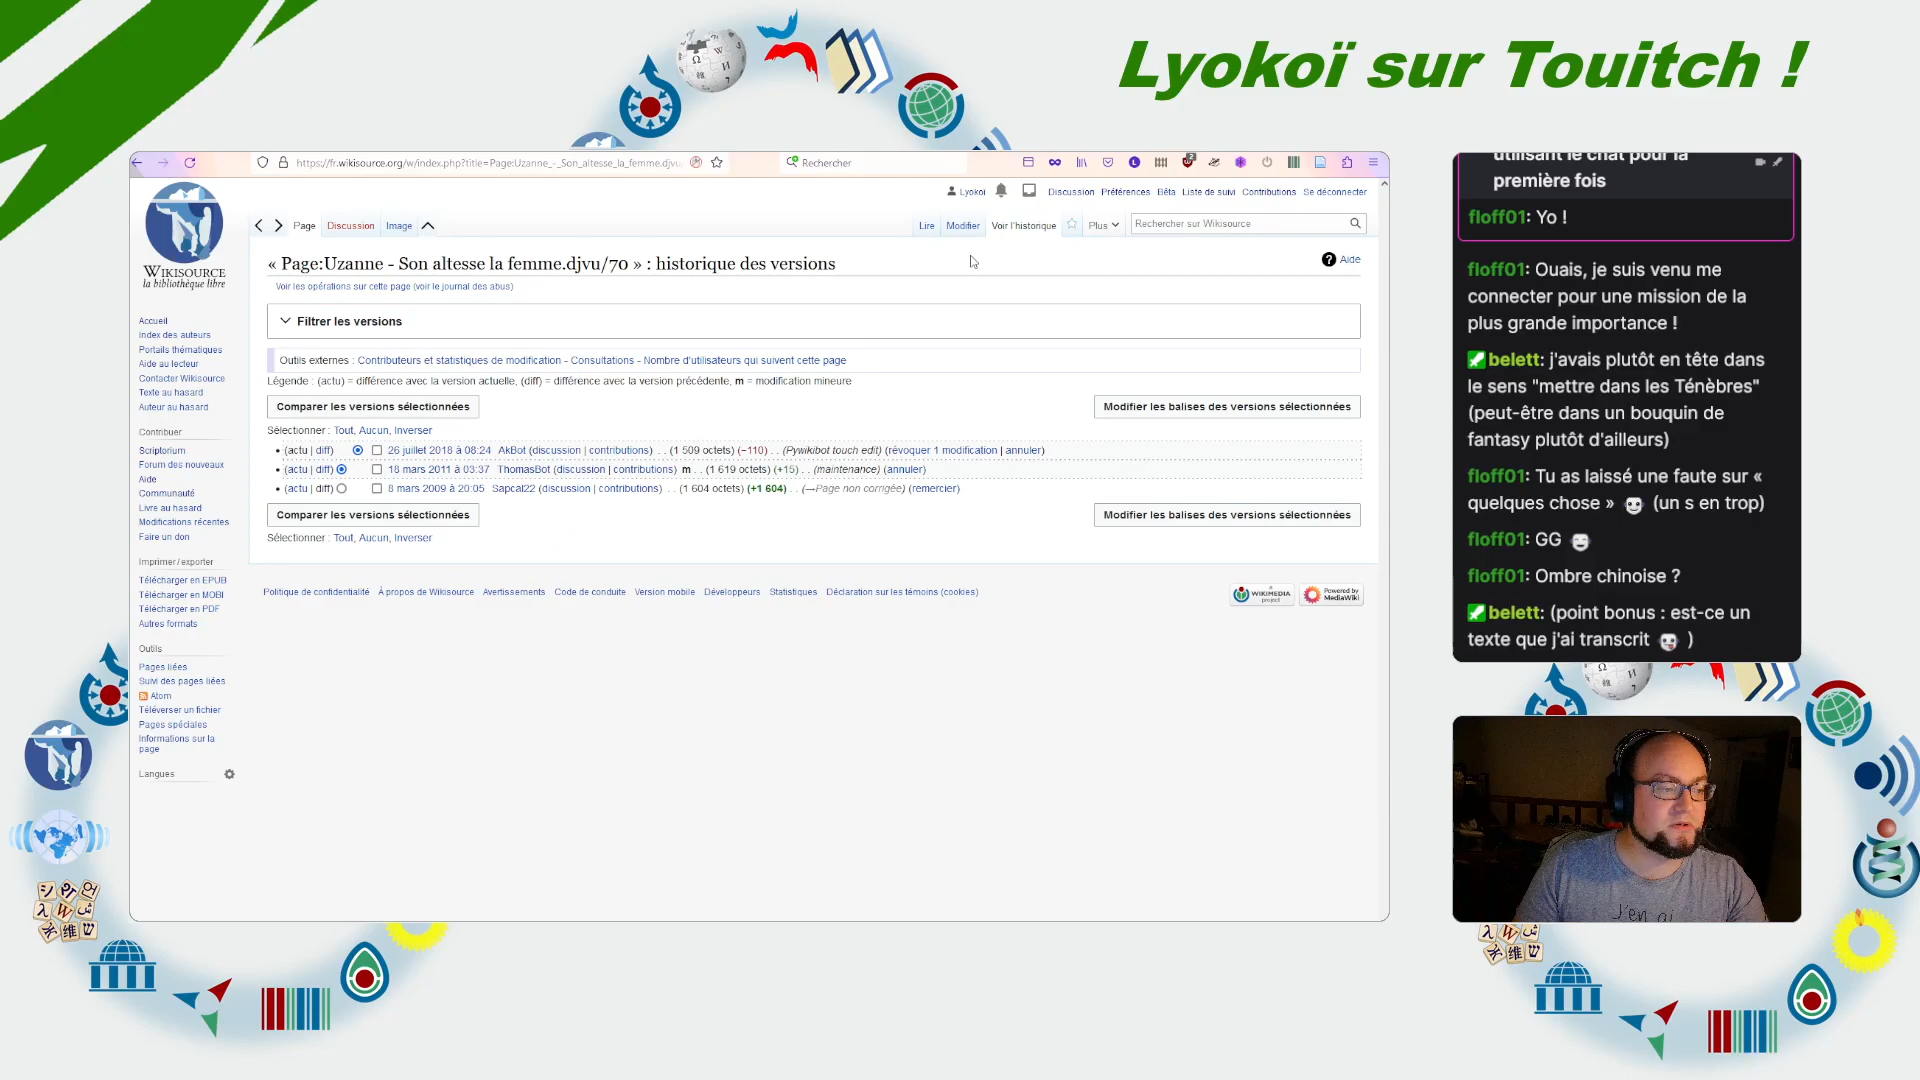 Lyokoï sur Touitch !
https://fr.wikisource.org/w/index.php?title=Page:Uzanne_-_Son_altesse_la_femme.djvu
Rechercher
Lyokoi
Discussion Préférences Bêta Liste de suivi Contributions Se déconnecter
Page Discussion Image
Lire Modifier Voir l'historique Plus
Rechercher sur Wikisource
WIKISOURCE
la bibliothèque libre
« Page:Uzanne - Son altesse la femme.djvu/70 » : historique des versions
Aide
Voir les opérations sur cette page (voir le journal des abus)
Filtrer les versions
Outils externes : Contributeurs et statistiques de modification - Consultations - Nombre d'utilisateurs qui suivent cette page
Légende : (actu) = différence avec la version actuelle, (diff) = différence avec la version précédente, m = modification mineure
Comparer les versions sélectionnées
Modifier les balises des versions sélectionnées
Sélectionner : Tout, Aucun, Inverser
• (actu | diff) 26 juillet 2018 à 08:24 AkBot (discussion | contributions) . . (1 509 octets) (−110) . . (Pywikibot touch edit) (révoquer 1 modification | annuler)
• (actu | diff) 18 mars 2011 à 03:37 ThomasBot (discussion | contributions) m . . (1 619 octets) (+15) . . (maintenance) (annuler)
• (actu | diff) 8 mars 2009 à 20:05 Sapcal22 (discussion | contributions) . . (1 604 octets) (+1 604) . . (→Page non corrigée) (remercier)
Comparer les versions sélectionnées
Modifier les balises des versions sélectionnées
Sélectionner : Tout, Aucun, Inverser
Politique de confidentialité À propos de Wikisource Avertissements Code de conduite Version mobile Développeurs Statistiques Déclaration sur les témoins (cookies)
WIKIMEDIA
project
Powered by
MediaWiki
Accueil
Index des auteurs
Portails thématiques
Aide au lecteur
Contacter Wikisource
Texte au hasard
Auteur au hasard
Contribuer
Scriptorium
Forum des nouveaux
Aide
Communauté
Livre au hasard
Modifications récentes
Faire un don
Imprimer / exporter
Télécharger en EPUB
Télécharger en MOBI
Télécharger en PDF
Autres formats
Outils
Pages liées
Suivi des pages liées
Atom
Téléverser un fichier
Pages spéciales
Informations sur la
page
Langues
utilisant le chat pour la
première fois
floff01: Yo !
floff01: Ouais, je suis venu me
connecter pour une mission de la
plus grande importance !
belett: j'avais plutôt en tête dans
le sens "mettre dans les Ténèbres"
(peut-être dans un bouquin de
fantasy plutôt d'ailleurs)
floff01: Tu as laissé une faute sur «
quelques chose » (un s en trop)
floff01: GG
floff01: Ombre chinoise ?
belett: (point bonus : est-ce un
texte que j'ai transcrit )
J'en ai